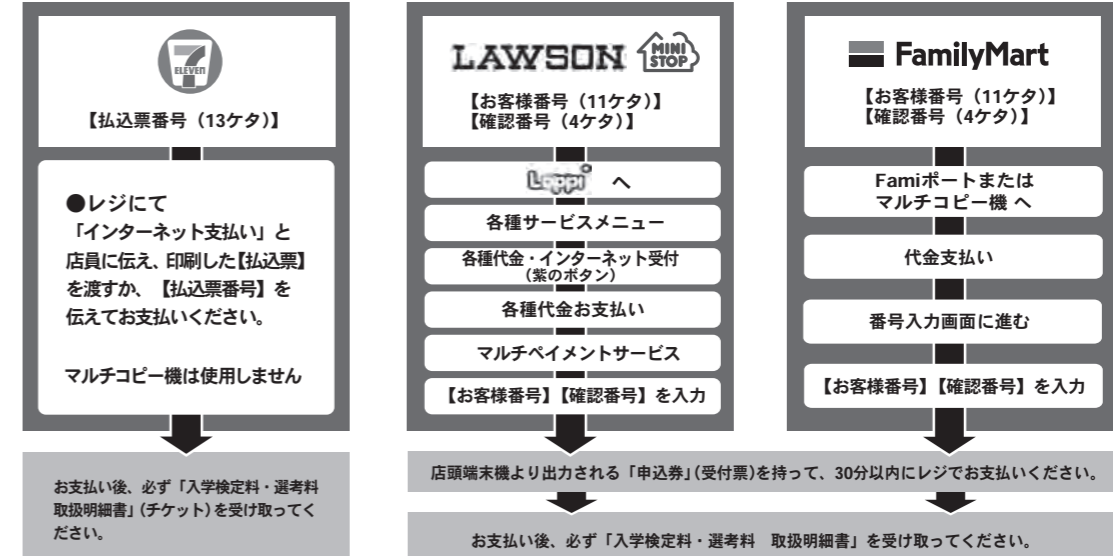 7
ELEVEN
【払込票番号（13ケタ）】
●レジにて
「インターネット支払い」と
店員に伝え、印刷した【払込票】
を渡すか、【払込票番号】を
伝えてお支払いください。
マルチコピー機は使用しません
お支払い後、必ず「入学検定料・選考料
取扱明細書」（チケット）を受け取ってく
ださい。
LAWSON
MINI
STOP
【お客様番号（11ケタ）】
【確認番号（4ケタ）】
Loppi へ
各種サービスメニュー
各種代金・インターネット受付
（紫のボタン）
各種代金お支払い
マルチペイメントサービス
【お客様番号】【確認番号】を入力
FamilyMart
【お客様番号（11ケタ）】
【確認番号（4ケタ）】
Famiポートまたは
マルチコピー機 へ
代金支払い
番号入力画面に進む
【お客様番号】【確認番号】を入力
店頭端末機より出力される「申込券」（受付票）を持って、30分以内にレジでお支払いください。
お支払い後、必ず「入学検定料・選考料　取扱明細書」を受け取ってください。